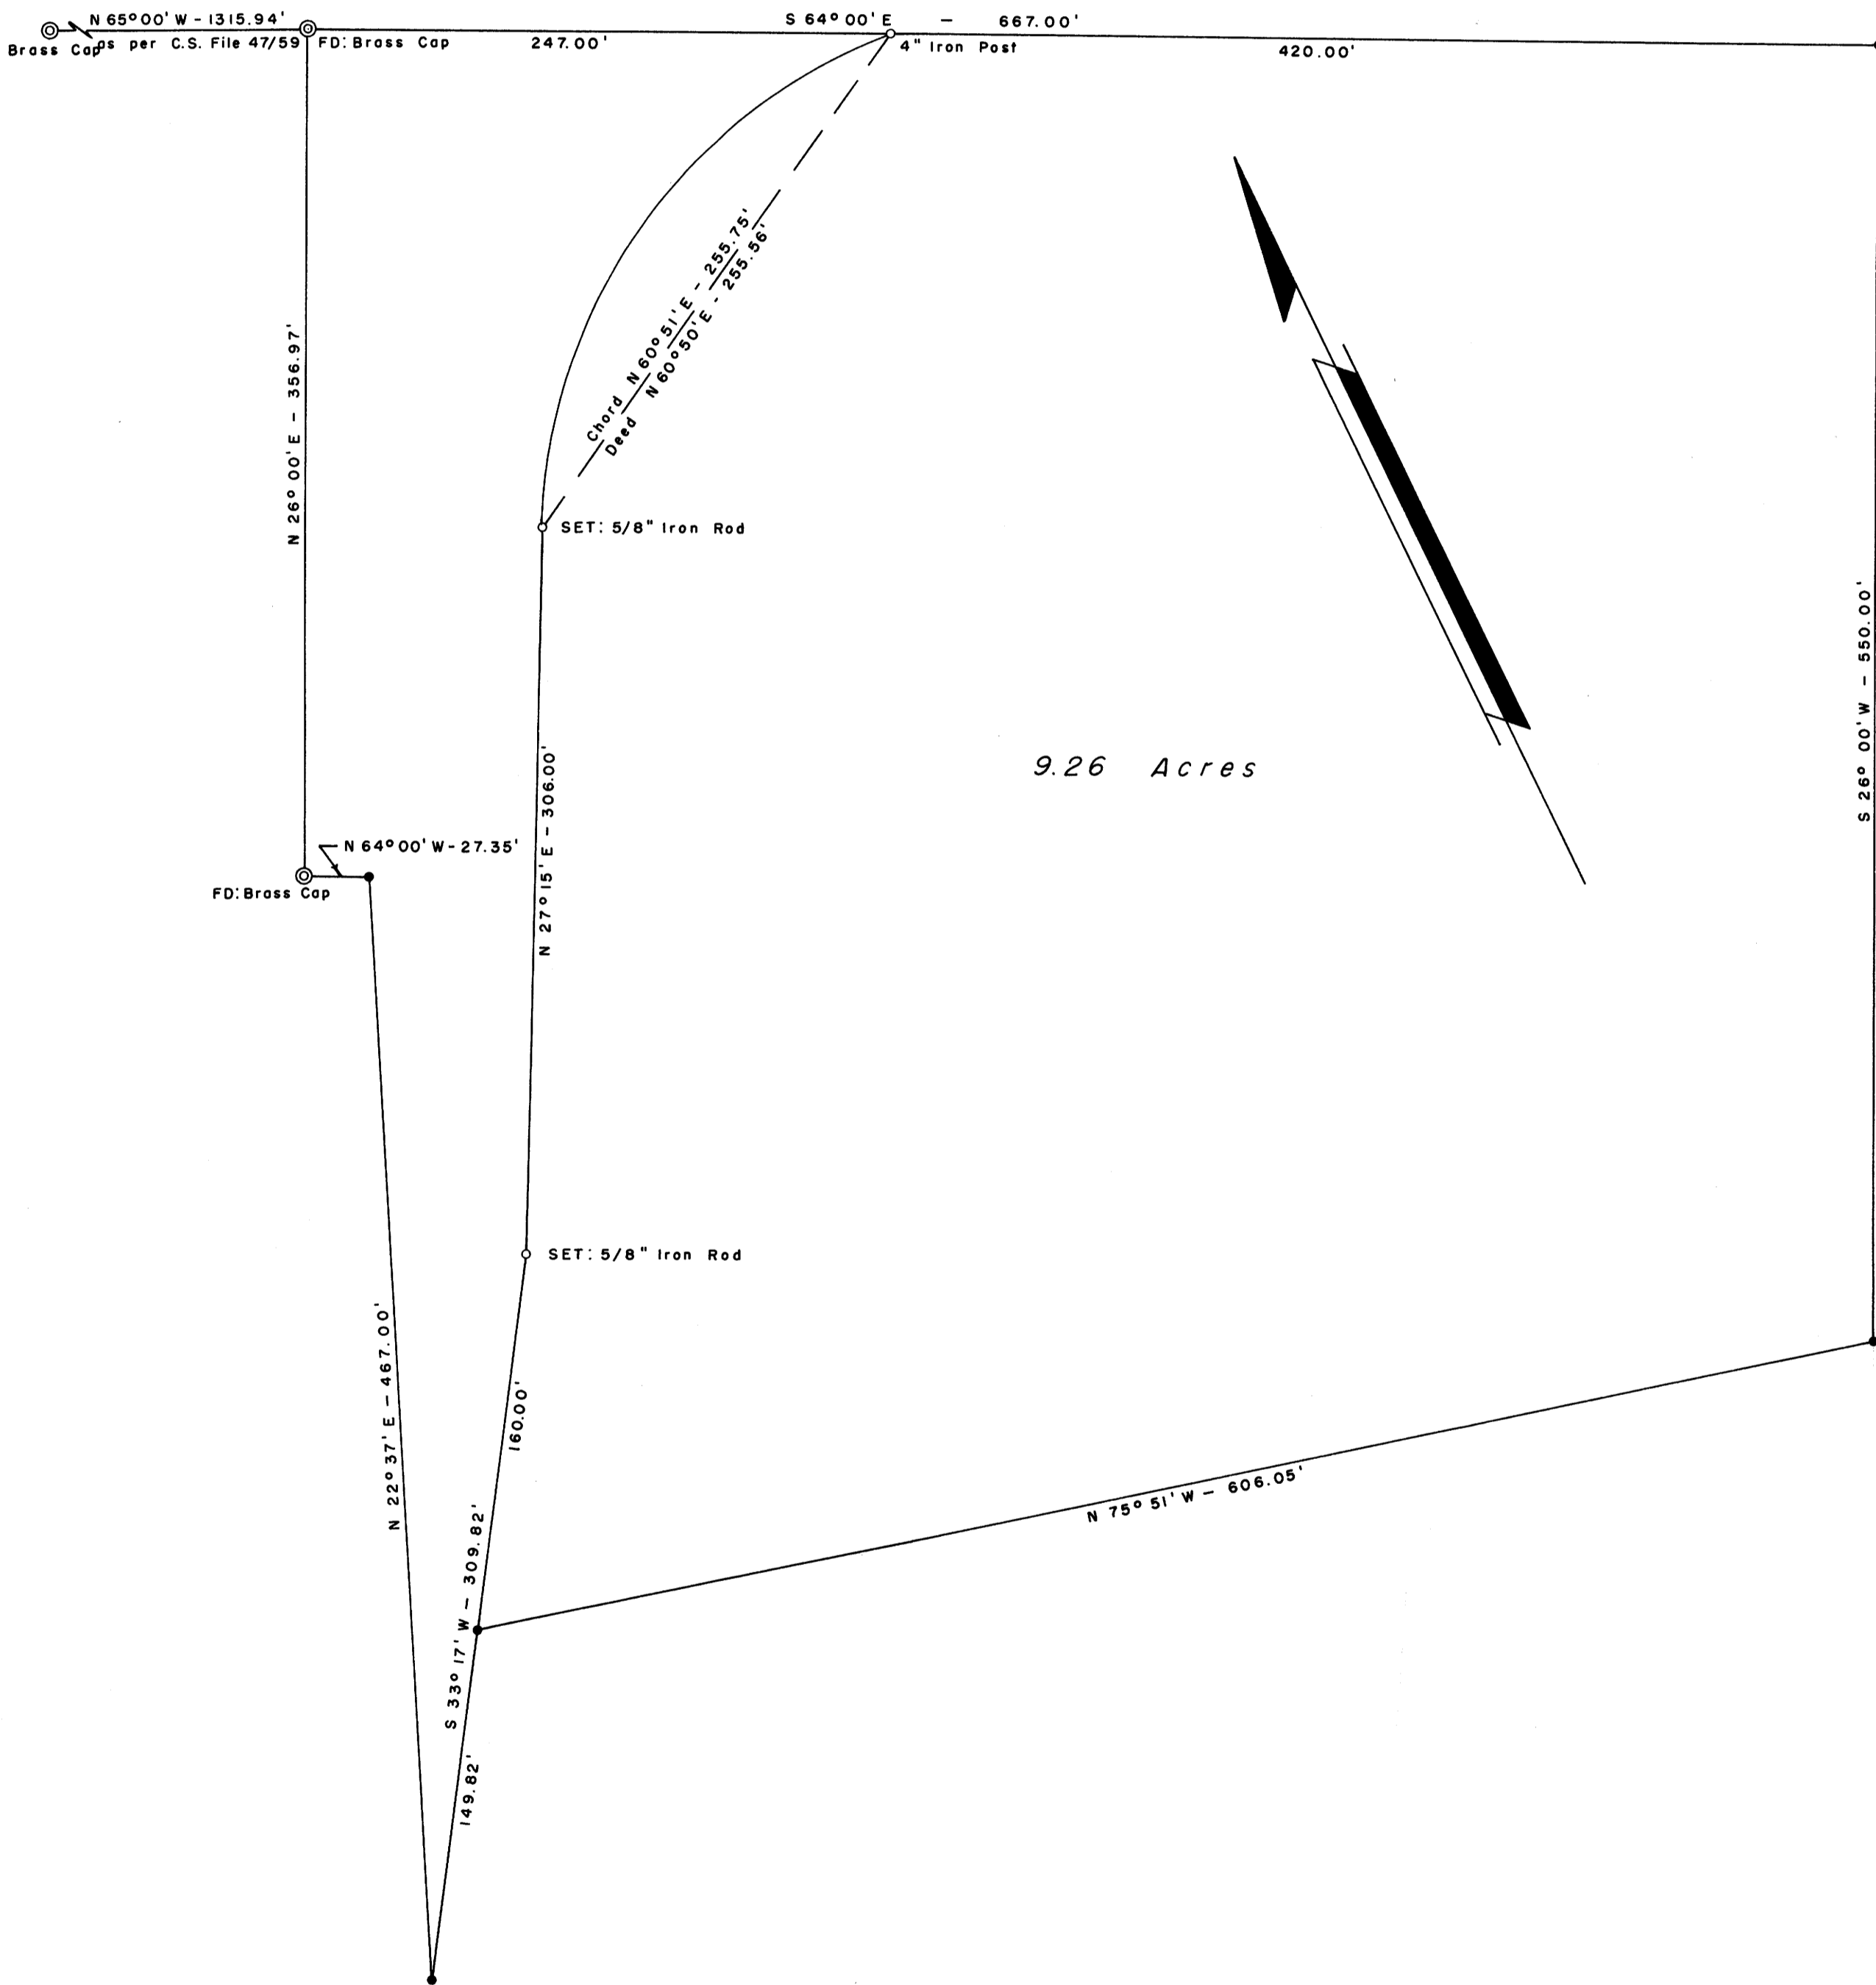 N 65° 00' W - 1315.94'
S 64° 00' E - 667.00'
Brass Cap
as per C.S. File 47/59
FD: Brass Cap
247.00'
4" Iron Post
420.00'
Chord N 60° 51' E - 255.75'
Deed N 60° 50' E - 255.56'
N 26° 00' E - 356.97'
SET: 5/8" Iron Rod
S 26° 00' W - 550.00'
9.26 Acres
N 27° 15' E - 306.00'
N 64° 00' W - 27.35'
FD: Brass Cap
SET: 5/8" Iron Rod
N 22° 37' E - 467.00'
160.00'
N 75° 51' W - 606.05'
S 33° 17' W - 309.82'
149.82'